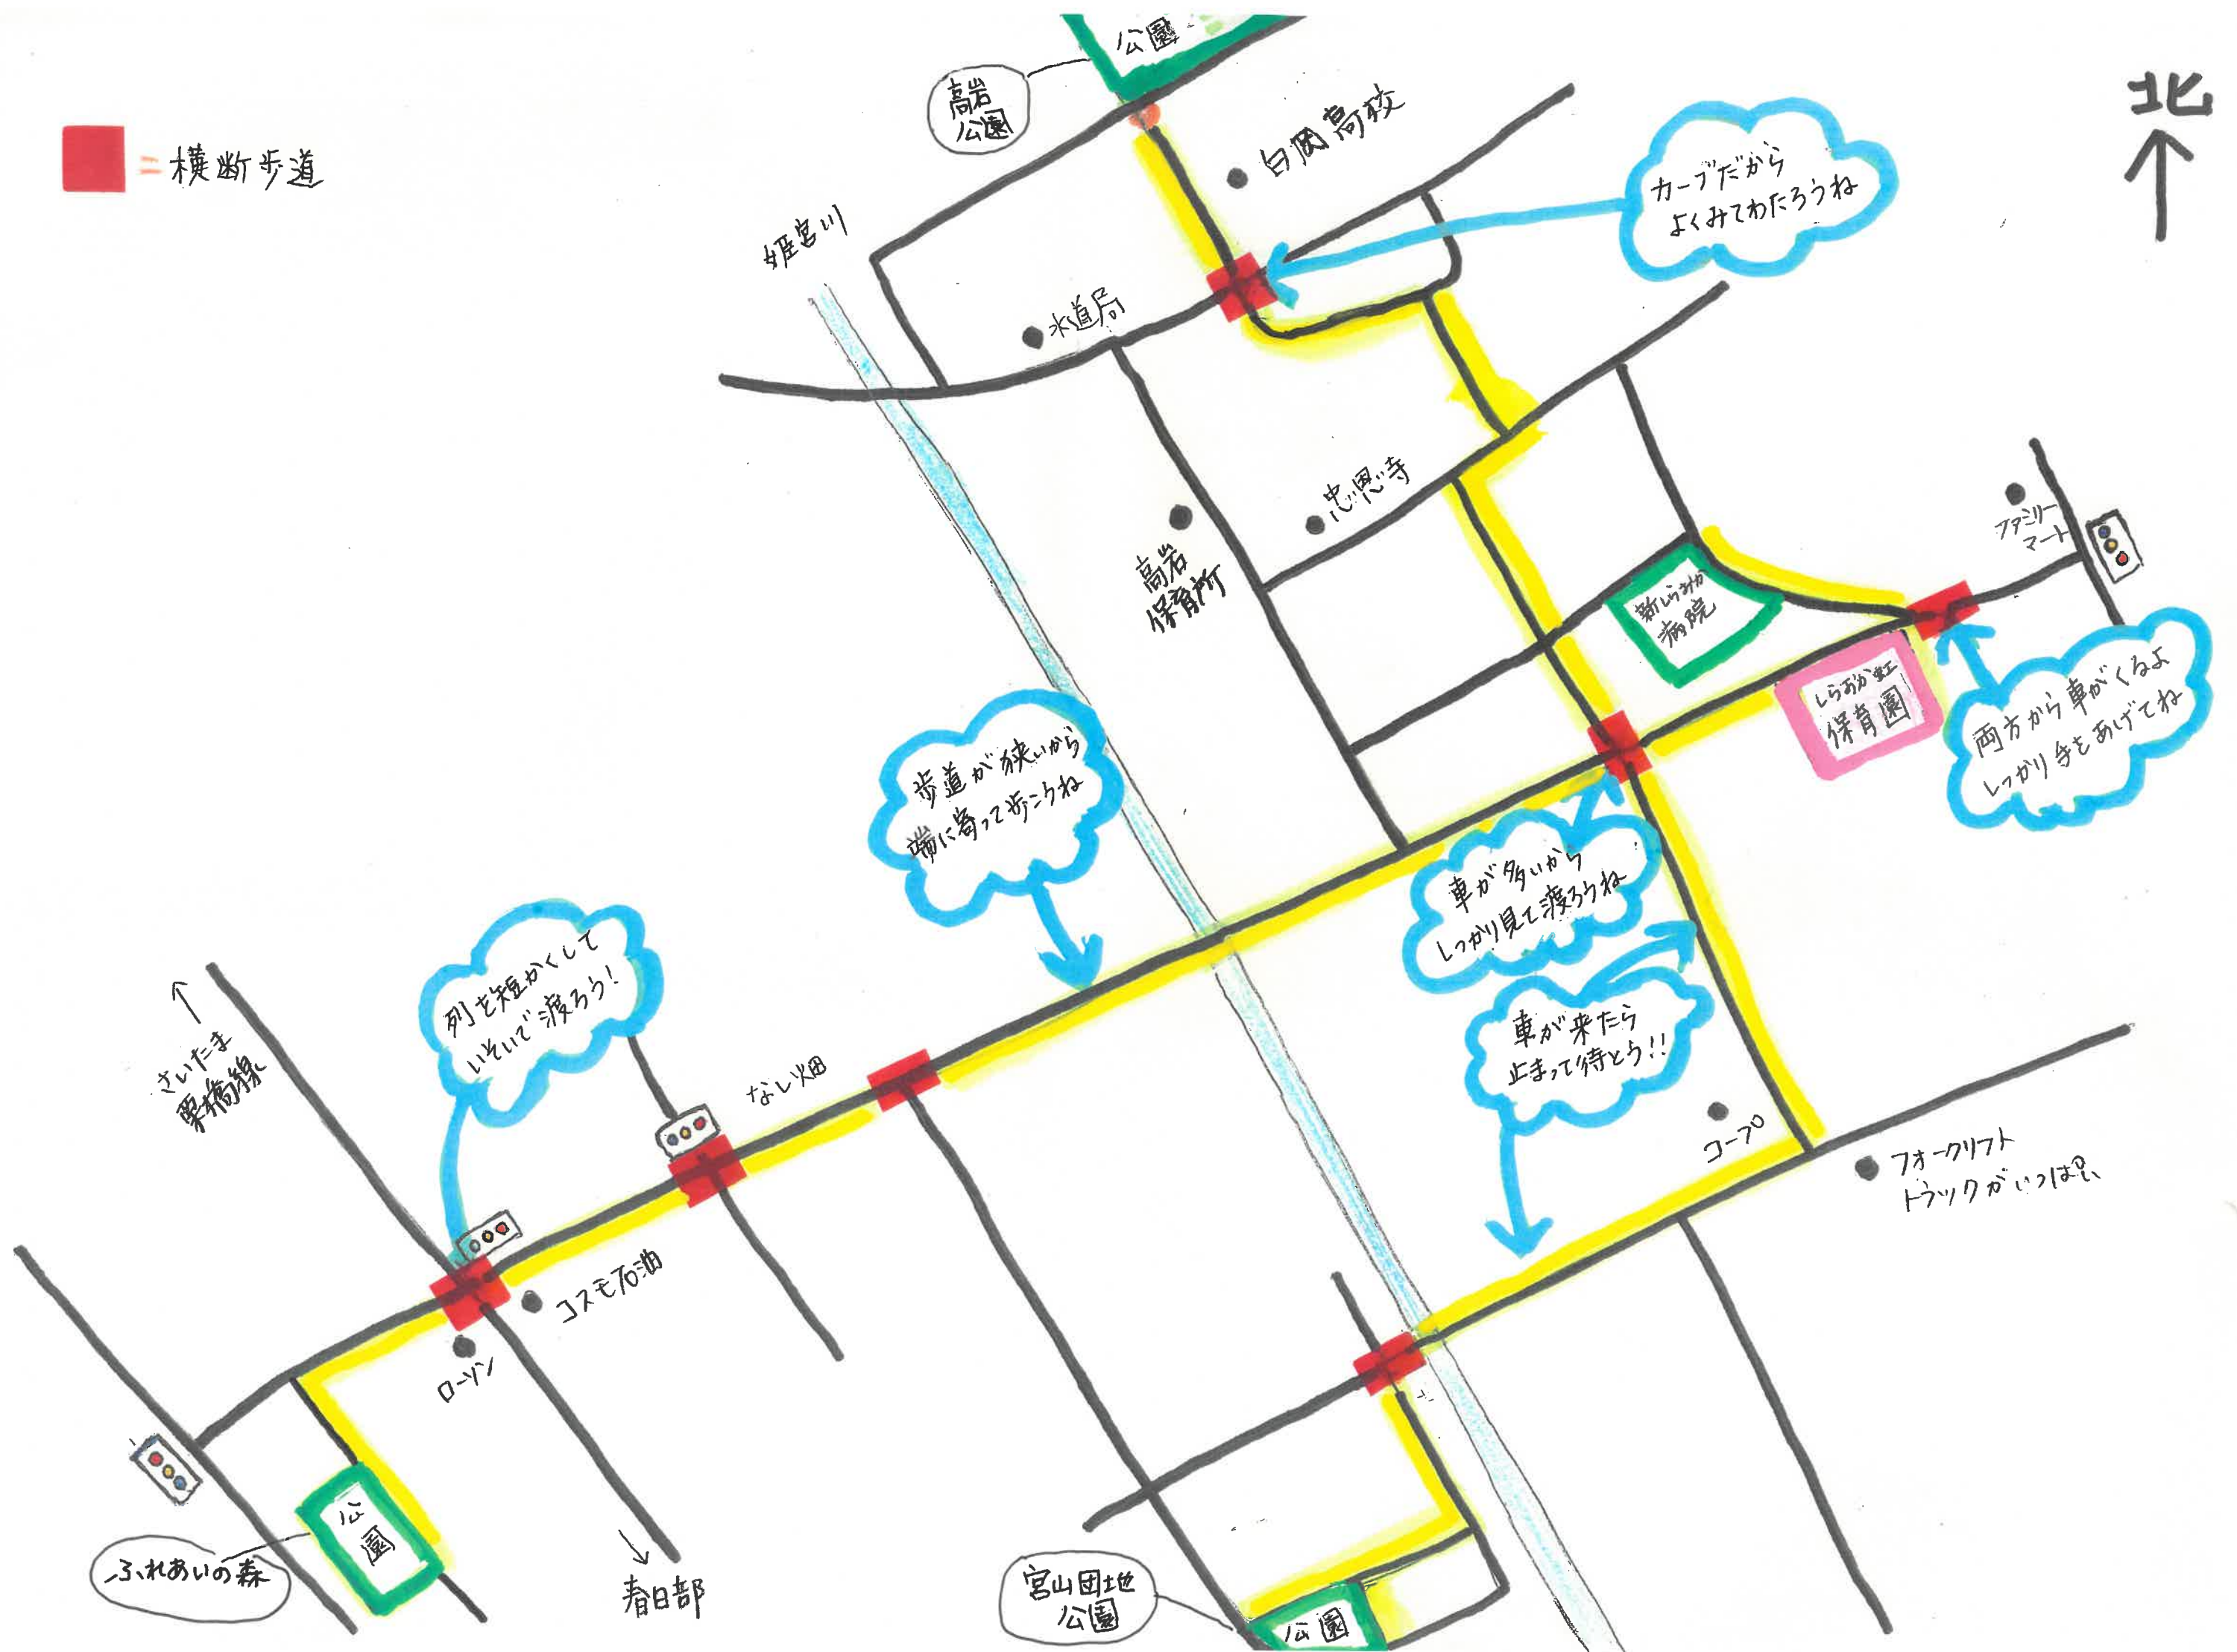 公園
高岩
公園
北
= 横断歩道
白岡高校
カーブだから
よくみてわたろうね
姫宮川
水道局
忠恩寺
ファミリー
マート
高岩
保育所
新しらおか
病院
しらおか虹
保育園
両方から車がくるよ
しっかり手をあげてね
歩道が狭いから
端に寄って歩こうね
車が多いから
しっかり見て渡ろうね
列を短かくして
いそいで渡ろう!
車が来たら
止まって待とう!!
さいたま
栗橋線
なし畑
コープ
フォークリフト
トラックがいっぱい
コスモ石油
ローソン
公
園
ふれあいの森
春日部
宮山団地
公園
公園